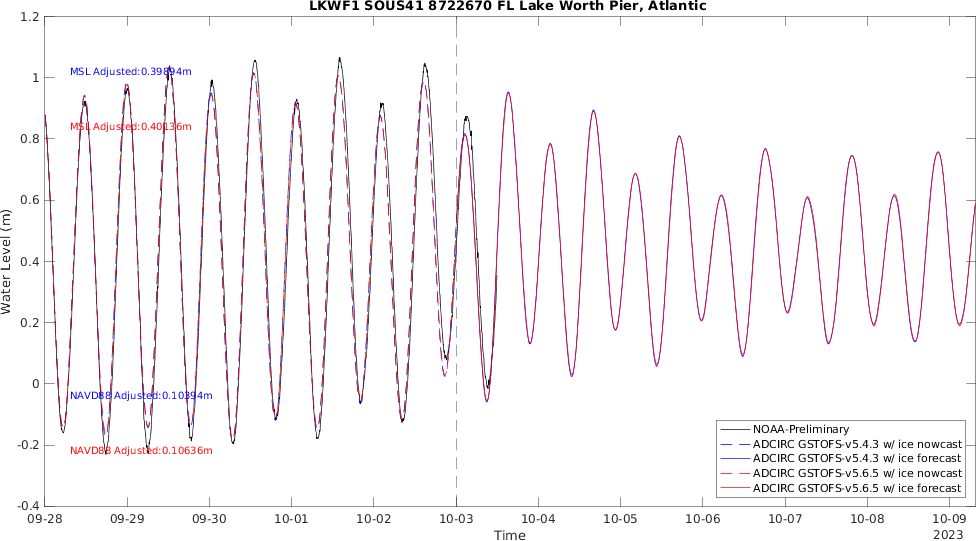 LKWF1 SOUS41 8722670 FL Lake Worth Pier, Atlantic
1.2
1
0.8
0.6
0.4
0.2
0
-0.2
-0.4
Water Level (m)
MSL Adjusted:0.39894m
MSL Adjusted:0.40136m
NAVD88 Adjusted:0.10394m
NAVD88 Adjusted:0.10636m
NOAA-Preliminary
ADCIRC GSTOFS-v5.4.3 w/ ice nowcast
ADCIRC GSTOFS-v5.4.3 w/ ice forecast
ADCIRC GSTOFS-v5.6.5 w/ ice nowcast
ADCIRC GSTOFS-v5.6.5 w/ ice forecast
09-28 09-29 09-30 10-01 10-02 10-03 10-04 10-05 10-06 10-07 10-08 10-09
Time
2023